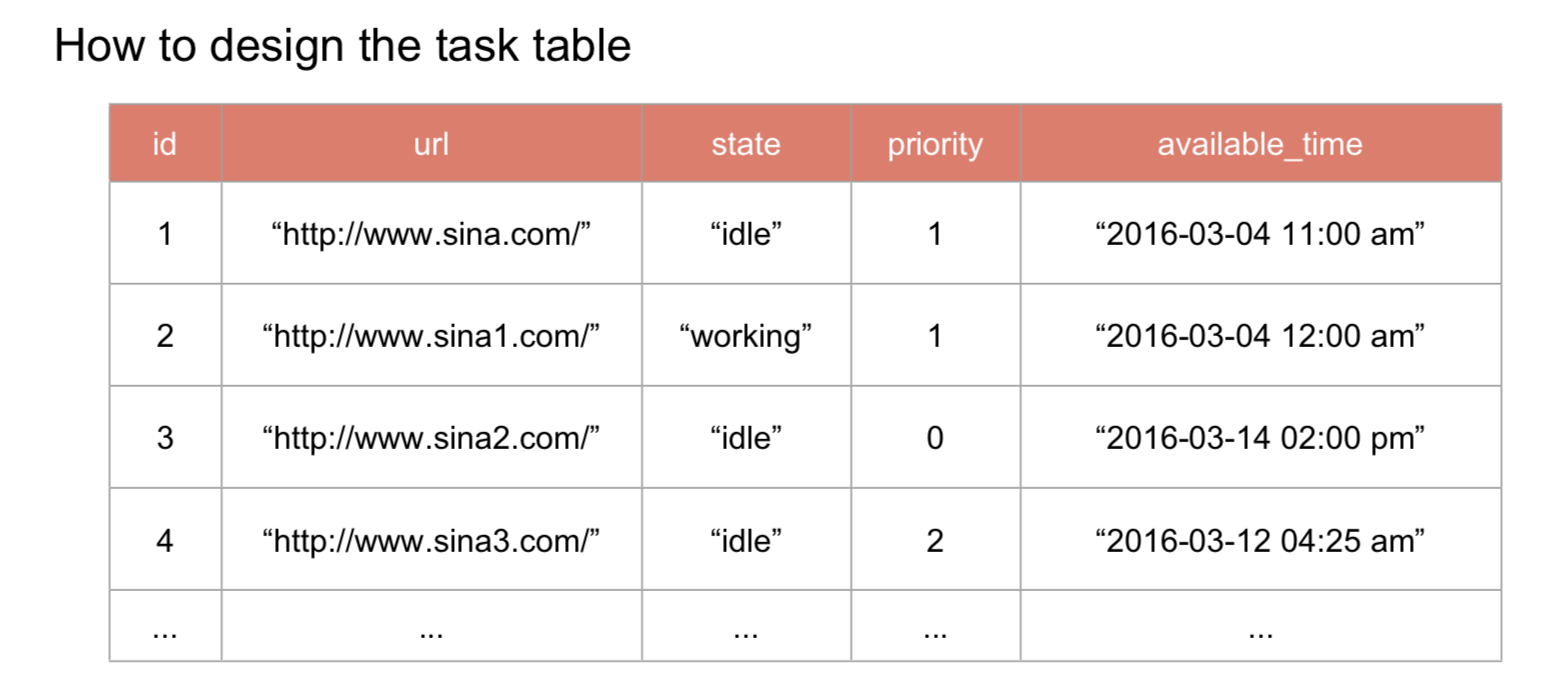 How to design the task table
id url state priority available_time
1 “http://www.sina.com/” “idle” 1 “2016-03-04 11:00 am”
2 “http://www.sina1.com/” “working” 1 “2016-03-04 12:00 am”
3 “http://www.sina2.com/” “idle” 0 “2016-03-14 02:00 pm”
4 “http://www.sina3.com/” “idle” 2 “2016-03-12 04:25 am”
... ... ... ... ...